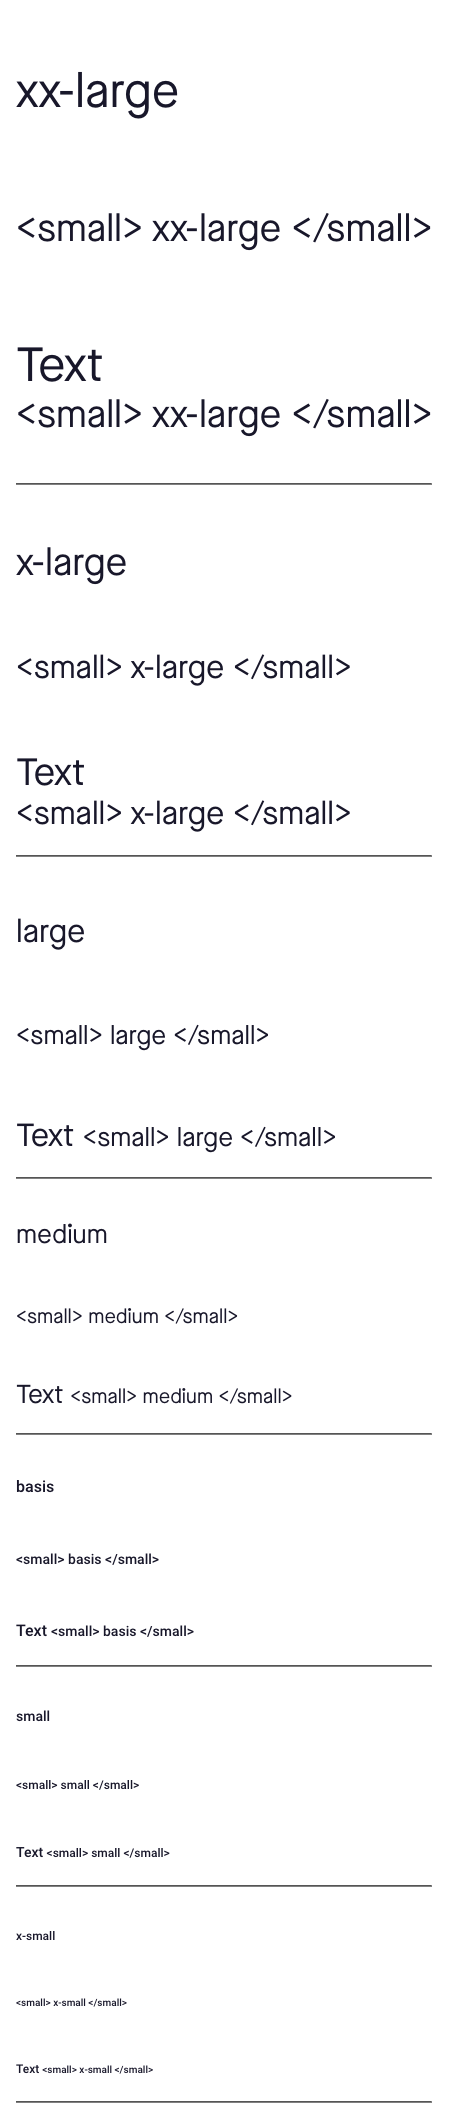 xx-large
<small> xx-large </small>
Text
<small> xx-large </small>
x-large
<small> x-large </small>
Text
<small> x-large </small>
large
<small> large </small>
Text <small> large </small>
medium
<small> medium </small>
Text <small> medium </small>
basis
<small> basis </small>
Text <small> basis </small>
small
<small> small </small>
Text <small> small </small>
x-small
<small> x-small </small>
Text <small> x-small </small>